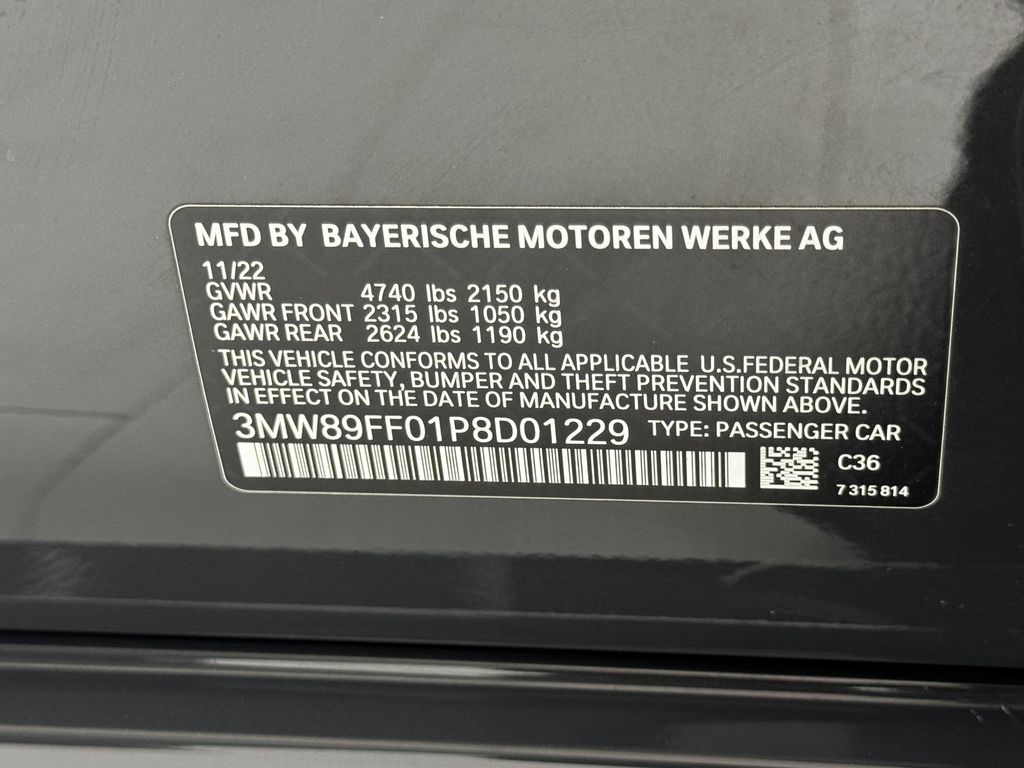 MFD BY BAYERISCHE MOTOREN WERKE AG
11/22
GVWR 4740 lbs 2150 kg
GAWR FRONT 2315 lbs 1050 kg
GAWR REAR 2624 lbs 1190 kg
THIS VEHICLE CONFORMS TO ALL APPLICABLE U.S.FEDERAL MOTOR
VEHICLE SAFETY, BUMPER AND THEFT PREVENTION STANDARDS
IN EFFECT ON THE DATE OF MANUFACTURE SHOWN ABOVE.
3MW89FF01P8D01229 TYPE: PASSENGER CAR
C36
7 315 814